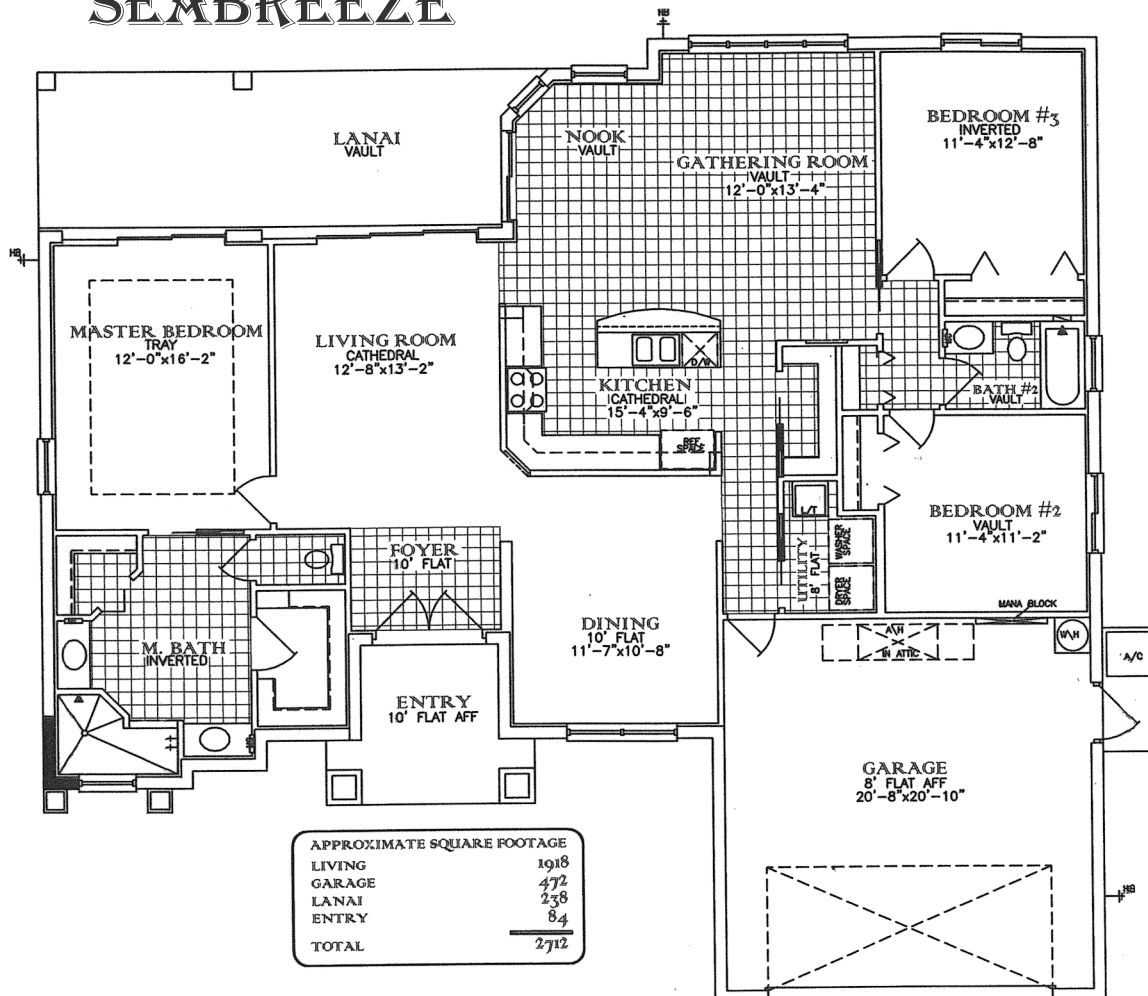 SEABREEZE
HB
LANAI
VAULT
NOOK
VAULT
GATHERING ROOM
VAULT
12'-0"x13'-4"
BEDROOM #3
INVERTED
11'-4"x12'-8"
HB
MASTER BEDROOM
TRAY
12'-0"x16'-2"
LIVING ROOM
CATHEDRAL
12'-8"x13'-2"
D/W
KITCHEN
(CATHEDRAL)
15'-4"x9'-6"
REF
SPACE
BATH #2
VAULT
BEDROOM #2
VAULT
11'-4"x11'-2"
L/T
UTILITY
8' FLAT
WASHER
SPACE
DRYER
SPACE
FOYER
10' FLAT
MANA BLOCK
DINING
10' FLAT
11'-7"x10'-8"
A/H
IN ATTIC
W/H
A/C
M. BATH
INVERTED
ENTRY
10' FLAT AFF
GARAGE
8' FLAT AFF
20'-8"x20'-10"
APPROXIMATE SQUARE FOOTAGE
LIVING 1918
GARAGE 472
LANAI 238
ENTRY 84
TOTAL 2712
HB